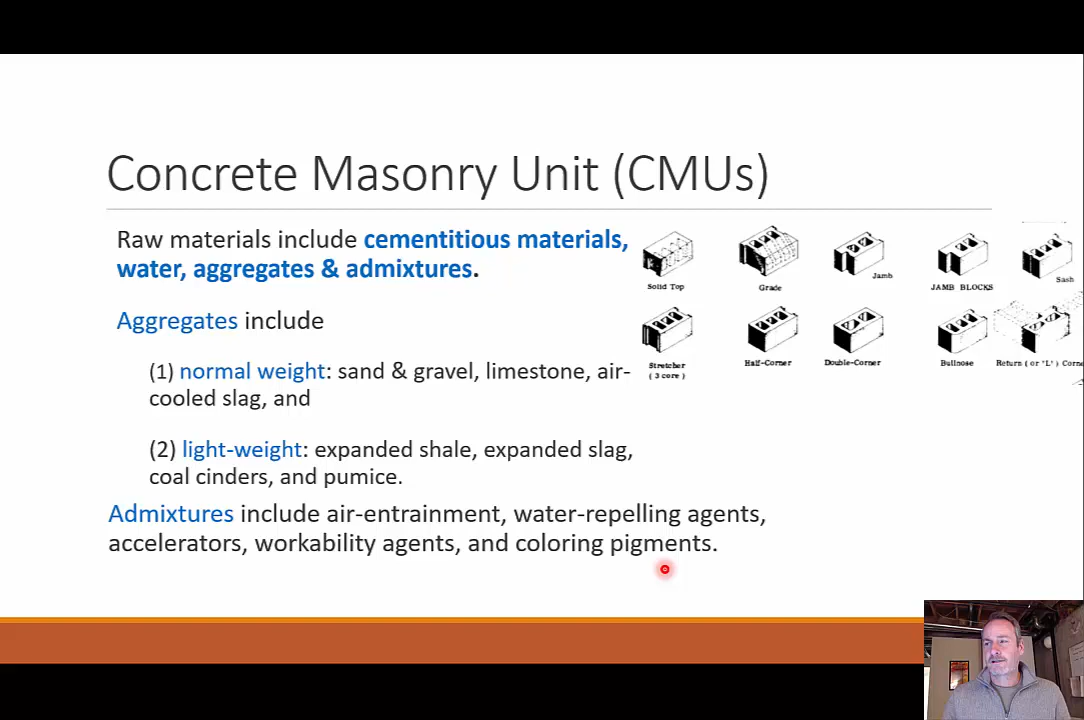 Concrete Masonry Unit (CMUs)
Raw materials include cementitious materials,
water, aggregates & admixtures.
Aggregates include
(1) normal weight: sand & gravel, limestone, air-
cooled slag, and
(2) light-weight: expanded shale, expanded slag,
coal cinders, and pumice.
Admixtures include air-entrainment, water-repelling agents,
accelerators, workability agents, and coloring pigments.
Solid Top
Grade
Jamb
JAMB BLOCKS
Sash
Stretcher
(3 core)
Half-Corner
Double-Corner
Bullnose
Return (or "L") Corne